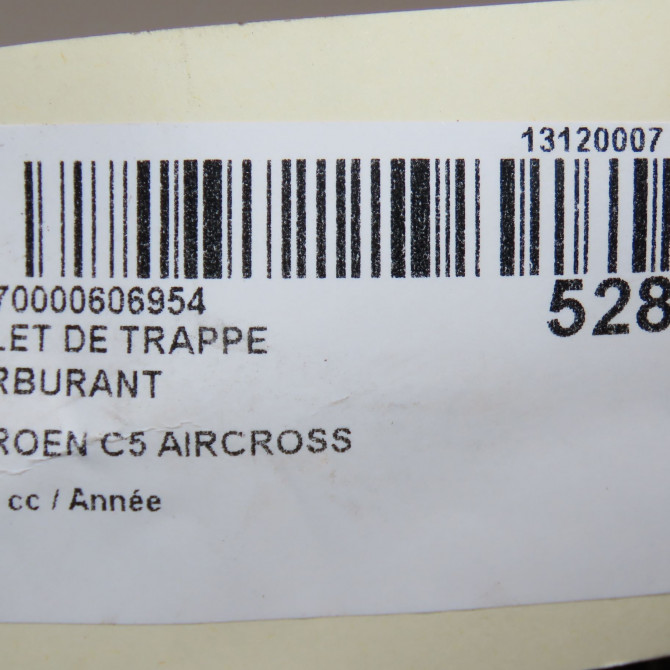 13120007
70000606954
528
LET DE TRAPPE
RBURANT
ROEN C5 AIRCROSS
cc / Année